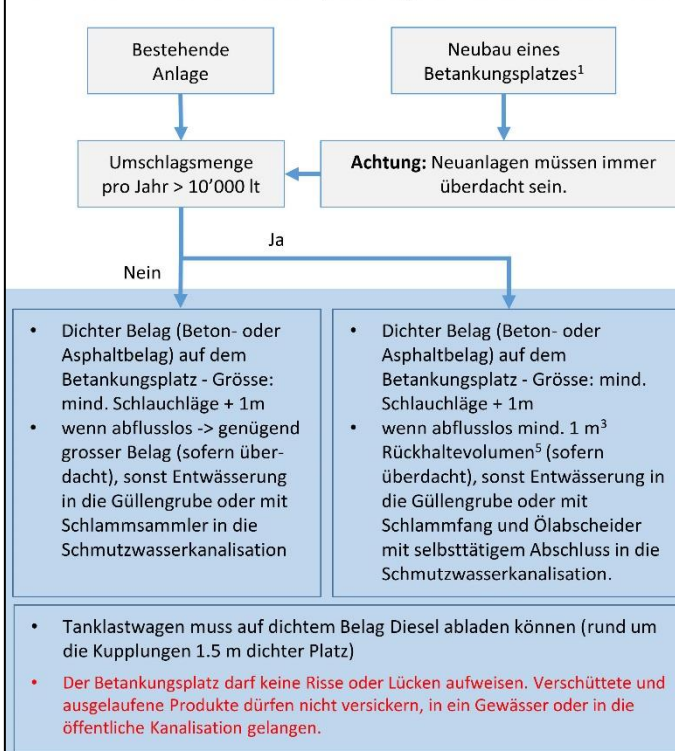 Bestehende
Anlage
Neubau eines
Betankungsplatzes¹
Umschlagsmenge
pro Jahr > 10’000 lt
Achtung: Neuanlagen müssen immer
überdacht sein.
Ja
Nein
• Dichter Belag (Beton- oder
Asphaltbelag) auf dem
Betankungsplatz - Grösse:
mind. Schlauchläge + 1m
• wenn abflusslos -> genügend
grosser Belag (sofern über-
dacht), sonst Entwässerung
in die Güllengrube oder mit
Schlammsammler in die
Schmutzwasserkanalisation
• Dichter Belag (Beton- oder
Asphaltbelag) auf dem
Betankungsplatz - Grösse: mind.
Schlauchläge + 1m
• wenn abflusslos mind. 1 m³
Rückhaltevolumen⁵ (sofern
überdacht), sonst Entwässerung in
die Güllengrube oder mit
Schlammfang und Ölabscheider
mit selbsttätigem Abschluss in die
Schmutzwasserkanalisation.
• Tanklastwagen muss auf dichtem Belag Diesel abladen können (rund um
die Kupplungen 1.5 m dichter Platz)
• Der Betankungsplatz darf keine Risse oder Lücken aufweisen. Verschüttete und
ausgelaufene Produkte dürfen nicht versickern, in ein Gewässer oder in die
öffentliche Kanalisation gelangen.